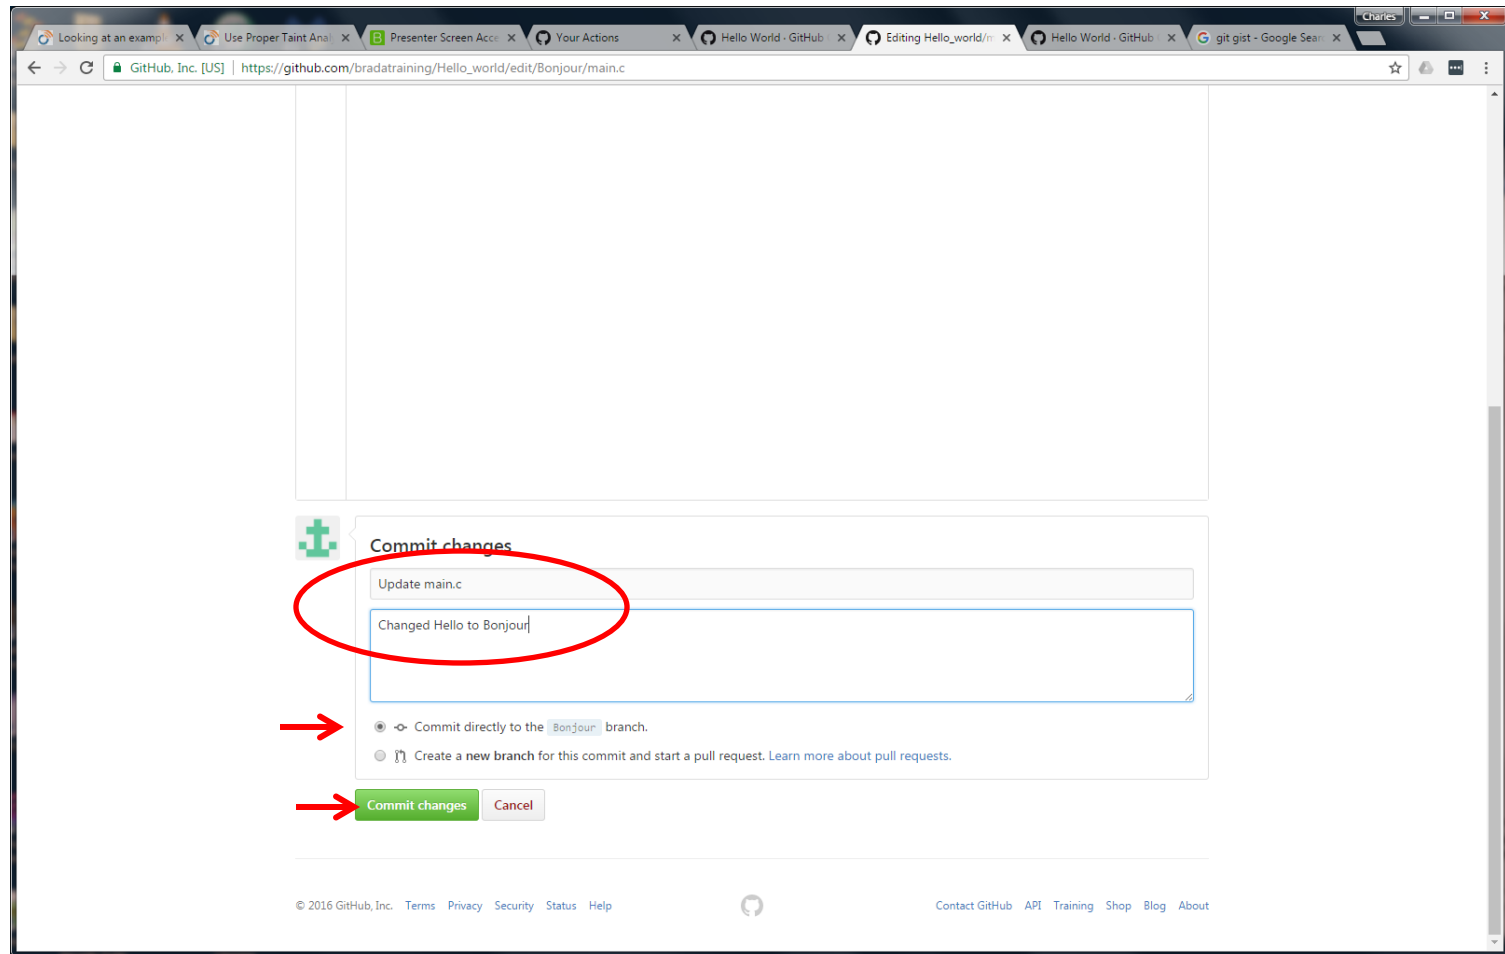 Charles
Looking at an exampl
Use Proper Taint Anal
Presenter Screen Acce
Your Actions
Hello World · GitHub
Editing Hello_world/m
Hello World · GitHub
git gist - Google Sear
GitHub, Inc. [US] | https://github.com/bradatraining/Hello_world/edit/Bonjour/main.c
Commit changes
Update main.c
Changed Hello to Bonjour
Commit directly to the Bonjour branch.
Create a new branch for this commit and start a pull request. Learn more about pull requests.
Commit changes Cancel
© 2016 GitHub, Inc. Terms Privacy Security Status Help Contact GitHub API Training Shop Blog About